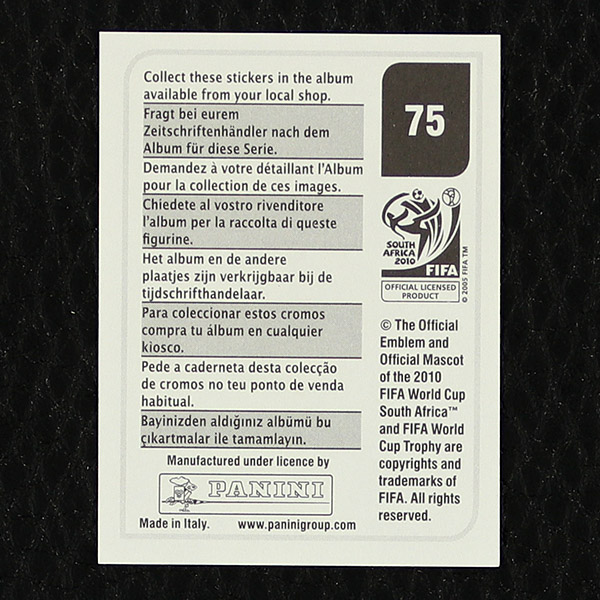 Collect these stickers in the album
available from your local shop.
Fragt bei eurem
Zeitschriftenhändler nach dem
Album für diese Serie.
Demandez à votre détaillant l'Album
pour la collection de ces images.
Chiedete al vostro rivenditore
l'album per la raccolta di queste
figurine.
Het album en de andere
plaatjes zijn verkrijgbaar bij de
tijdschrifthandelaar.
Para coleccionar estos cromos
compra tu álbum en cualquier
kiosco.
Pede a caderneta desta colecção
de cromos no teu ponto de venda
habitual.
Bayinizden aldığınız albümü bu
çıkartmalar ile tamamlayın.
Manufactured under licence by
PANINI
Made in Italy. www.paninigroup.com
75
SOUTH
AFRICA
2010
FIFA
OFFICIAL LICENSED
PRODUCT
© 2005 FIFA TM
© The Official
Emblem and
Official Mascot
of the 2010
FIFA World Cup
South Africa™
and FIFA World
Cup Trophy are
copyrights and
trademarks of
FIFA. All rights
reserved.